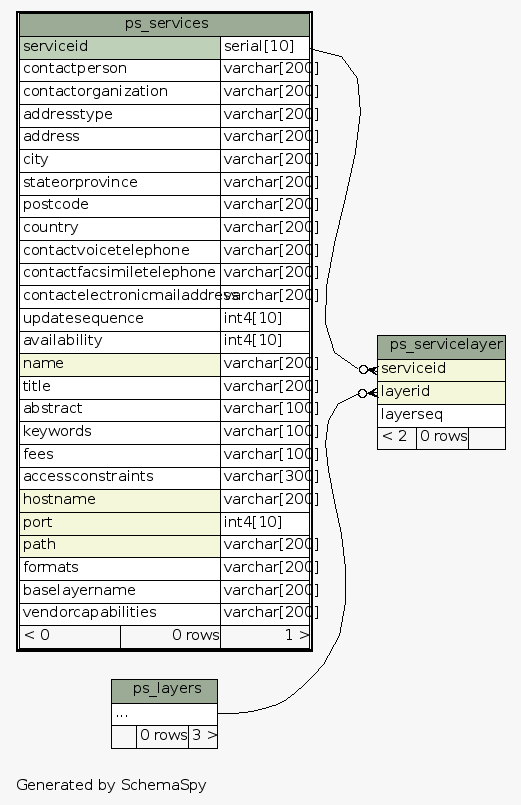 ps_services
serviceid serial[10]
contactperson varchar[200]
contactorganization varchar[200]
addresstype varchar[200]
address varchar[200]
city varchar[200]
stateorprovince varchar[200]
postcode varchar[200]
country varchar[200]
contactvoicetelephone varchar[200]
contactfacsimiletelephone varchar[200]
contactelectronicmailaddress varchar[200]
updatesequence int4[10]
availability int4[10]
name varchar[200]
title varchar[200]
abstract varchar[100]
keywords varchar[100]
fees varchar[100]
accessconstraints varchar[300]
hostname varchar[200]
port int4[10]
path varchar[200]
formats varchar[200]
baselayername varchar[200]
vendorcapabilities varchar[200]
< 0 0 rows 1 >
ps_servicelayer
serviceid
layerid
layerseq
< 2 0 rows
ps_layers
...
0 rows 3 >
Generated by SchemaSpy